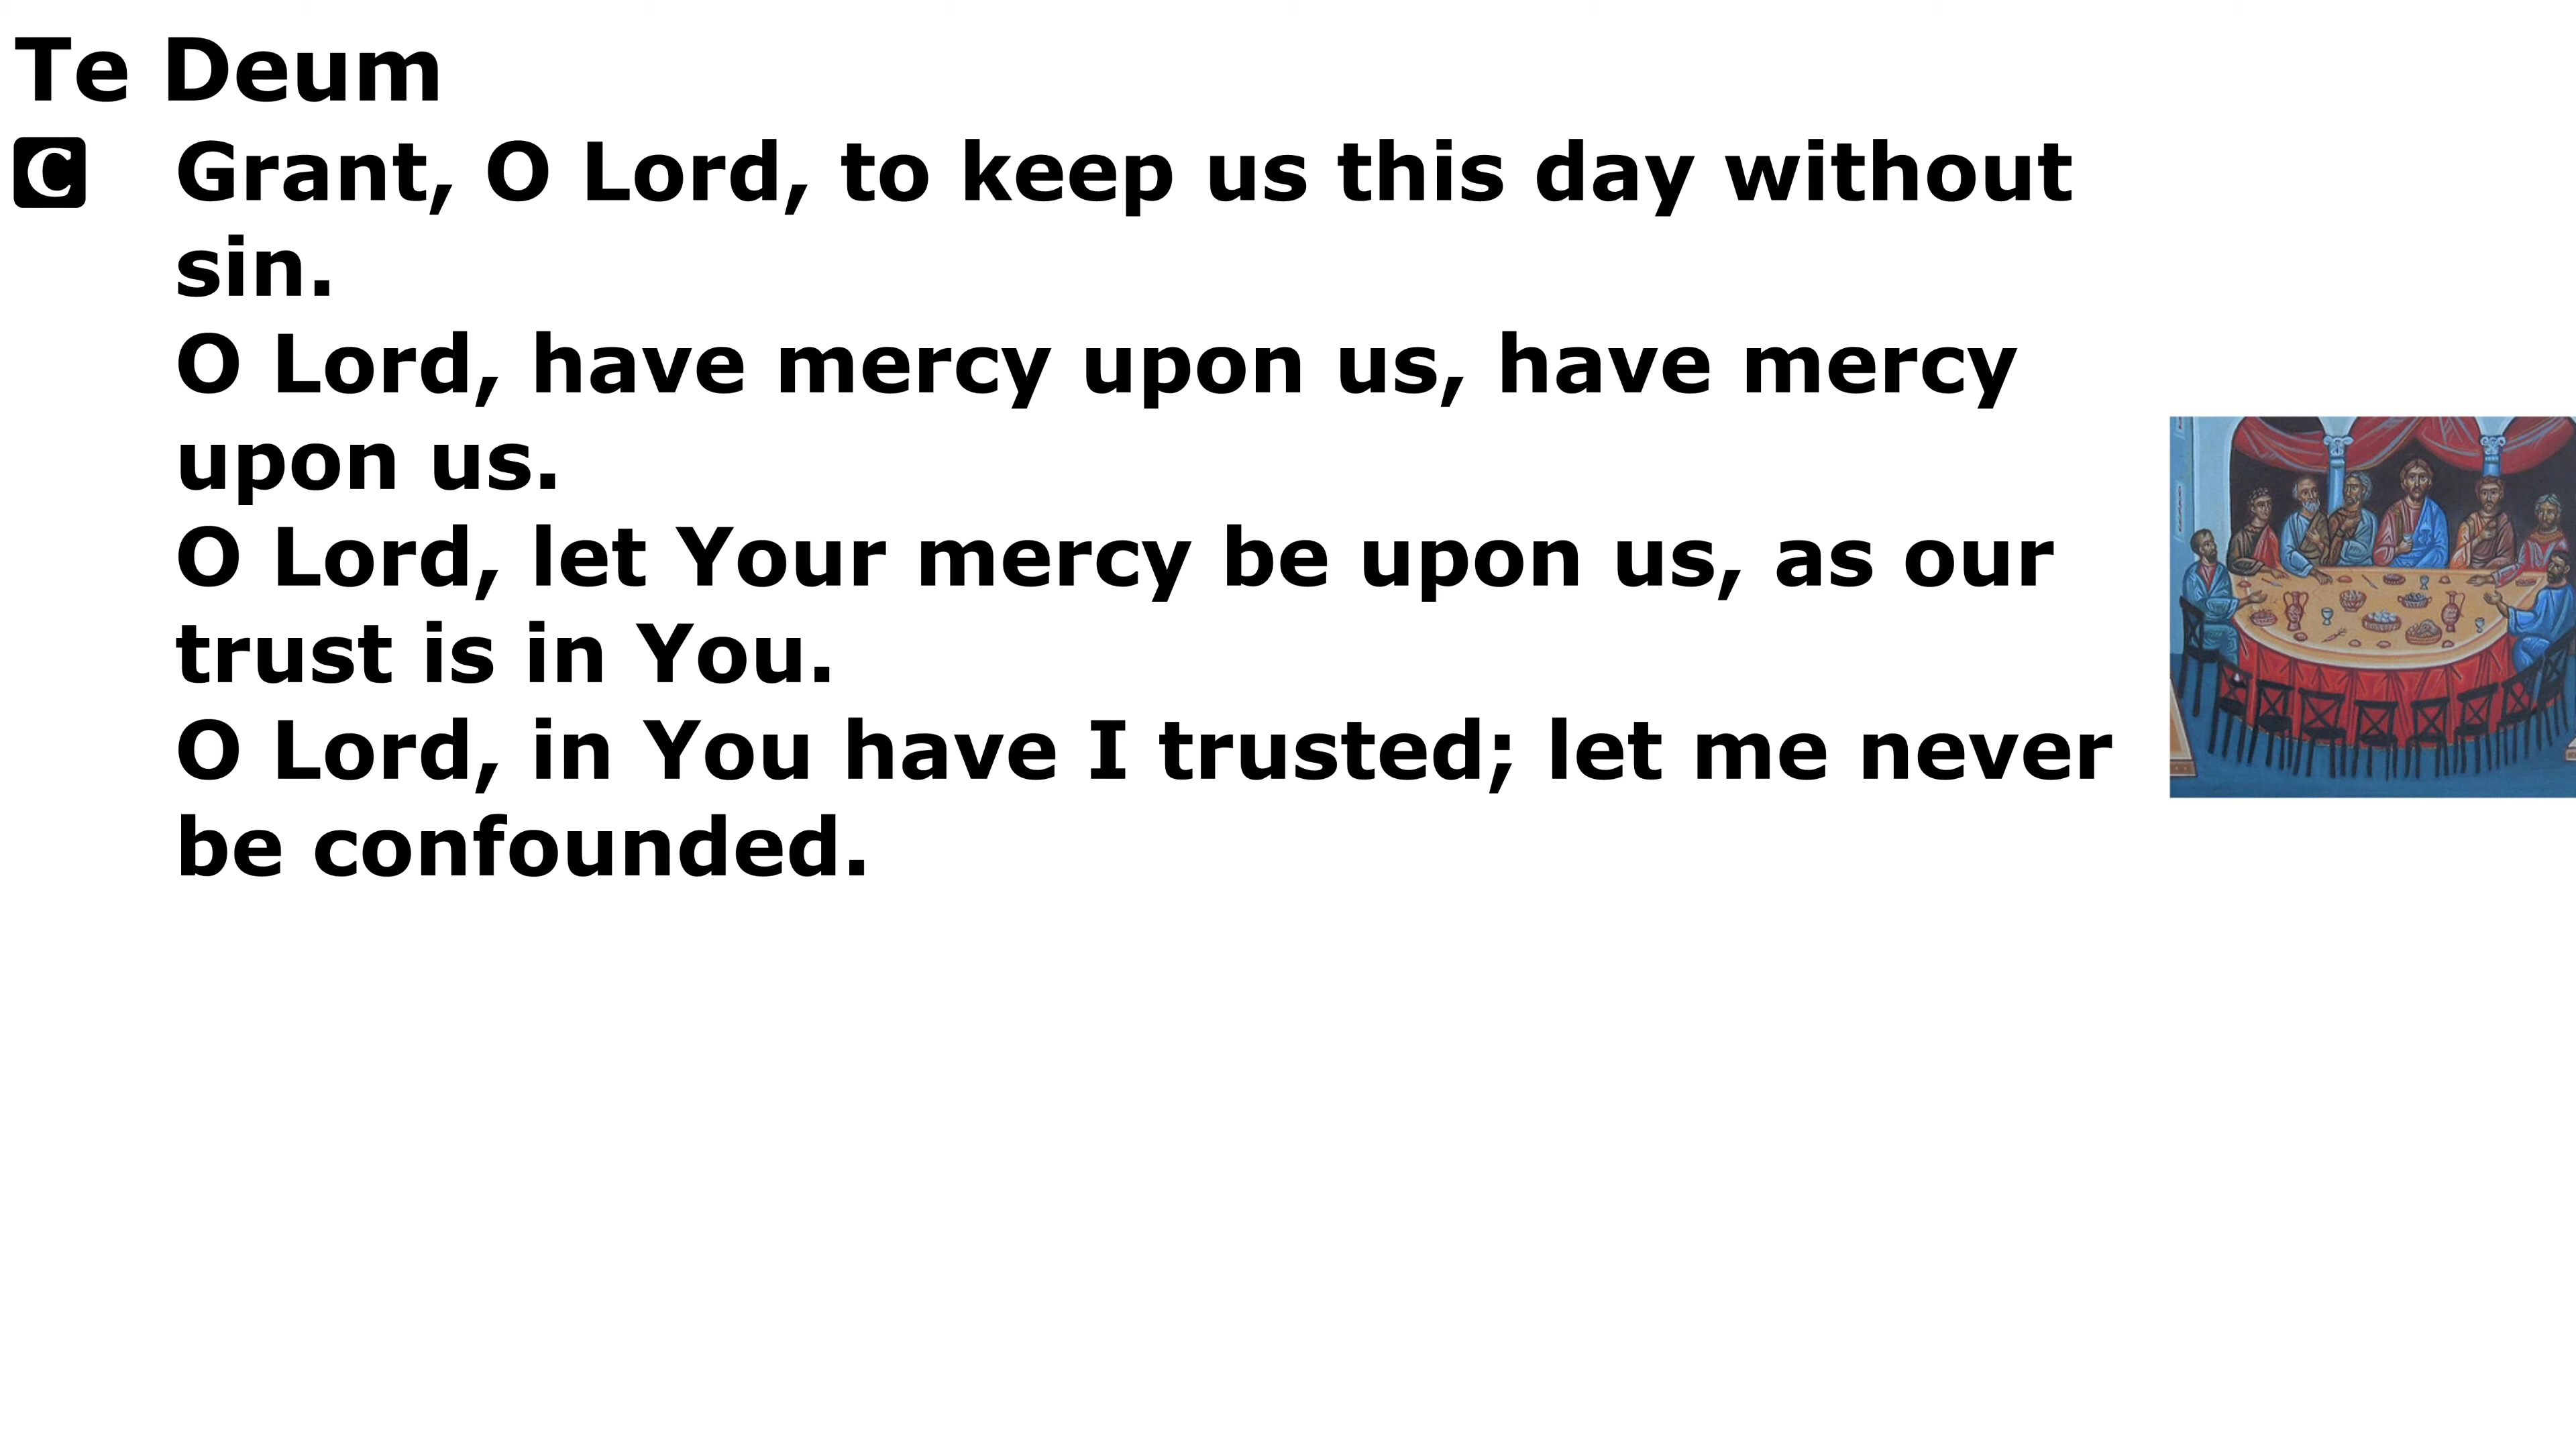 Te Deum
C Grant, O Lord, to keep us this day without
sin.
O Lord, have mercy upon us, have mercy
upon us.
O Lord, let Your mercy be upon us, as our
trust is in You.
O Lord, in You have I trusted; let me never
be confounded.